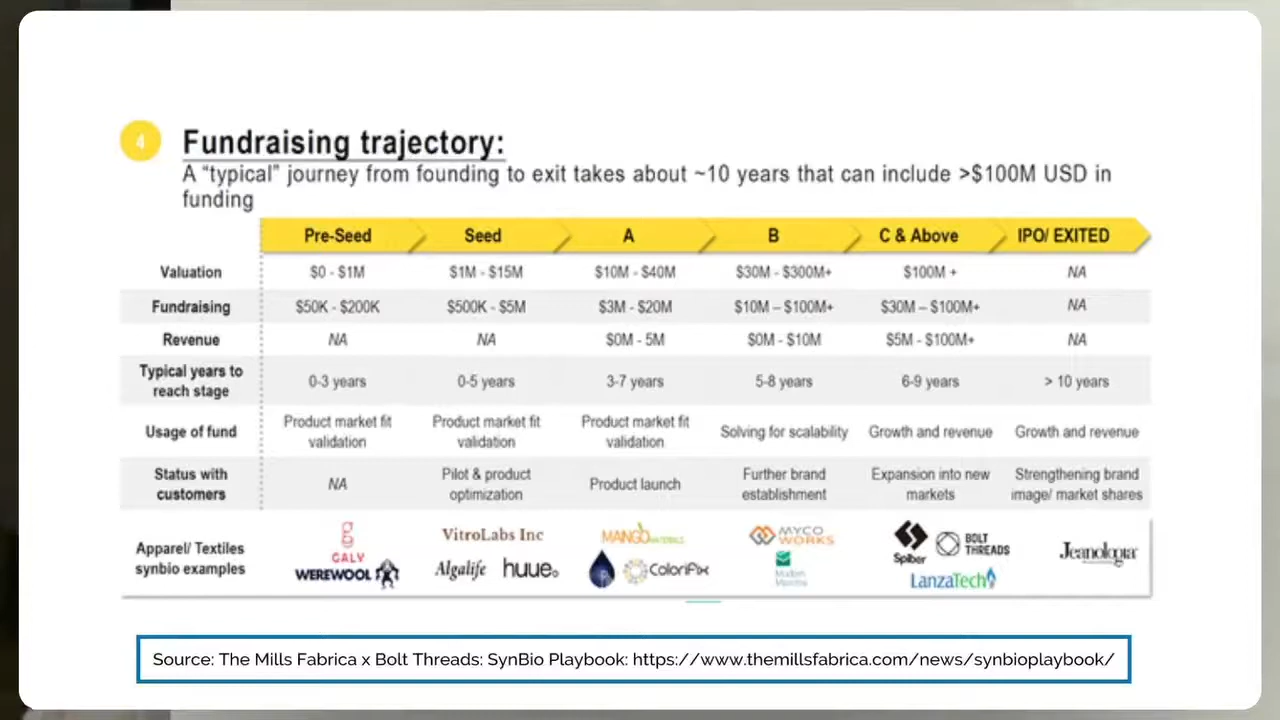 4
Fundraising trajectory:
A “typical” journey from founding to exit takes about ~10 years that can include >$100M USD in
funding
Pre-Seed Seed A B C & Above IPO/ EXITED
Valuation $0 - $1M $1M - $15M $10M - $40M $30M - $300M+ $100M + NA
Fundraising $50K - $200K $500K - $5M $3M - $20M $10M – $100M+ $30M – $100M+ NA
Revenue NA NA $0M - 5M $0M - $10M $5M - $100M+ NA
Typical years to
reach stage 0-3 years 0-5 years 3-7 years 5-8 years 6-9 years > 10 years
Usage of fund Product market fit
validation Product market fit
validation Product market fit
validation Solving for scalability Growth and revenue Growth and revenue
Status with
customers NA Pilot & product
optimization Product launch Further brand
establishment Expansion into new
markets Strengthening brand
image/ market shares
Apparel/ Textiles
synbio examples
GALY
WEREWOOL
VitroLabs Inc
Algalife huue.
MANGO MATERIALS
Colorifix
MYCO
WORKS
Modern
Meadow
Spiber
BOLT
THREADS
LanzaTech
Jeanologia
Source: The Mills Fabrica x Bolt Threads: SynBio Playbook: https://www.themillsfabrica.com/news/synbioplaybook/